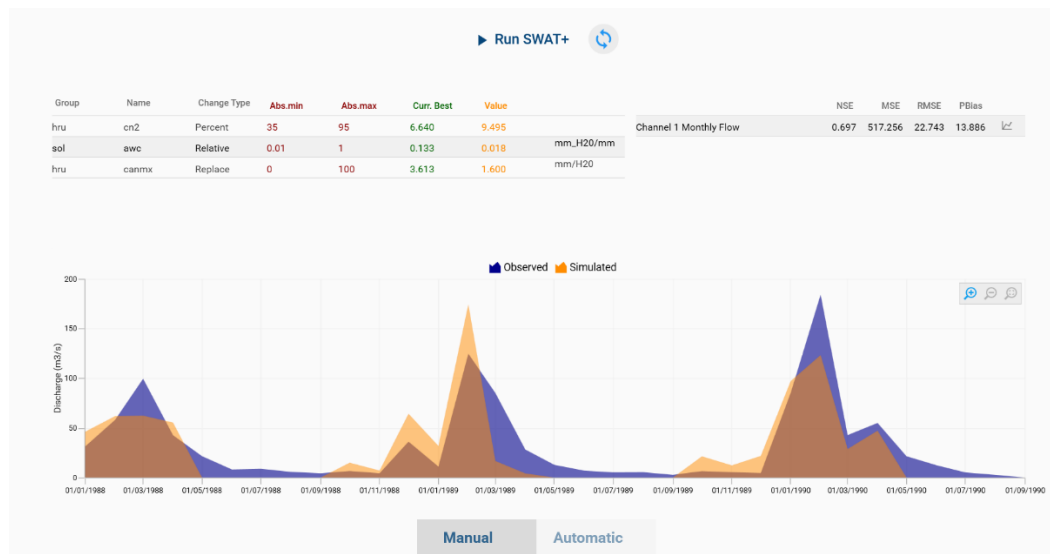 Run SWAT+
Group Name Change Type Abs.min Abs.max Curr. Best Value
hru cn2 Percent 35 95 6.640 9.495
sol awc Relative 0.01 1 0.133 0.018 mm_H20/mm
hru canmx Replace 0 100 3.613 1.600 mm/H20
NSE MSE RMSE PBias
Channel 1 Monthly Flow 0.697 517.256 22.743 13.886
Observed Simulated
Discharge (m3/s)
200
150
100
50
0
01/01/1988 01/03/1988 01/05/1988 01/07/1988 01/09/1988 01/11/1988 01/01/1989 01/03/1989 01/05/1989 01/07/1989 01/09/1989 01/11/1989 01/01/1990 01/03/1990 01/05/1990 01/07/1990 01/09/1990
Manual Automatic